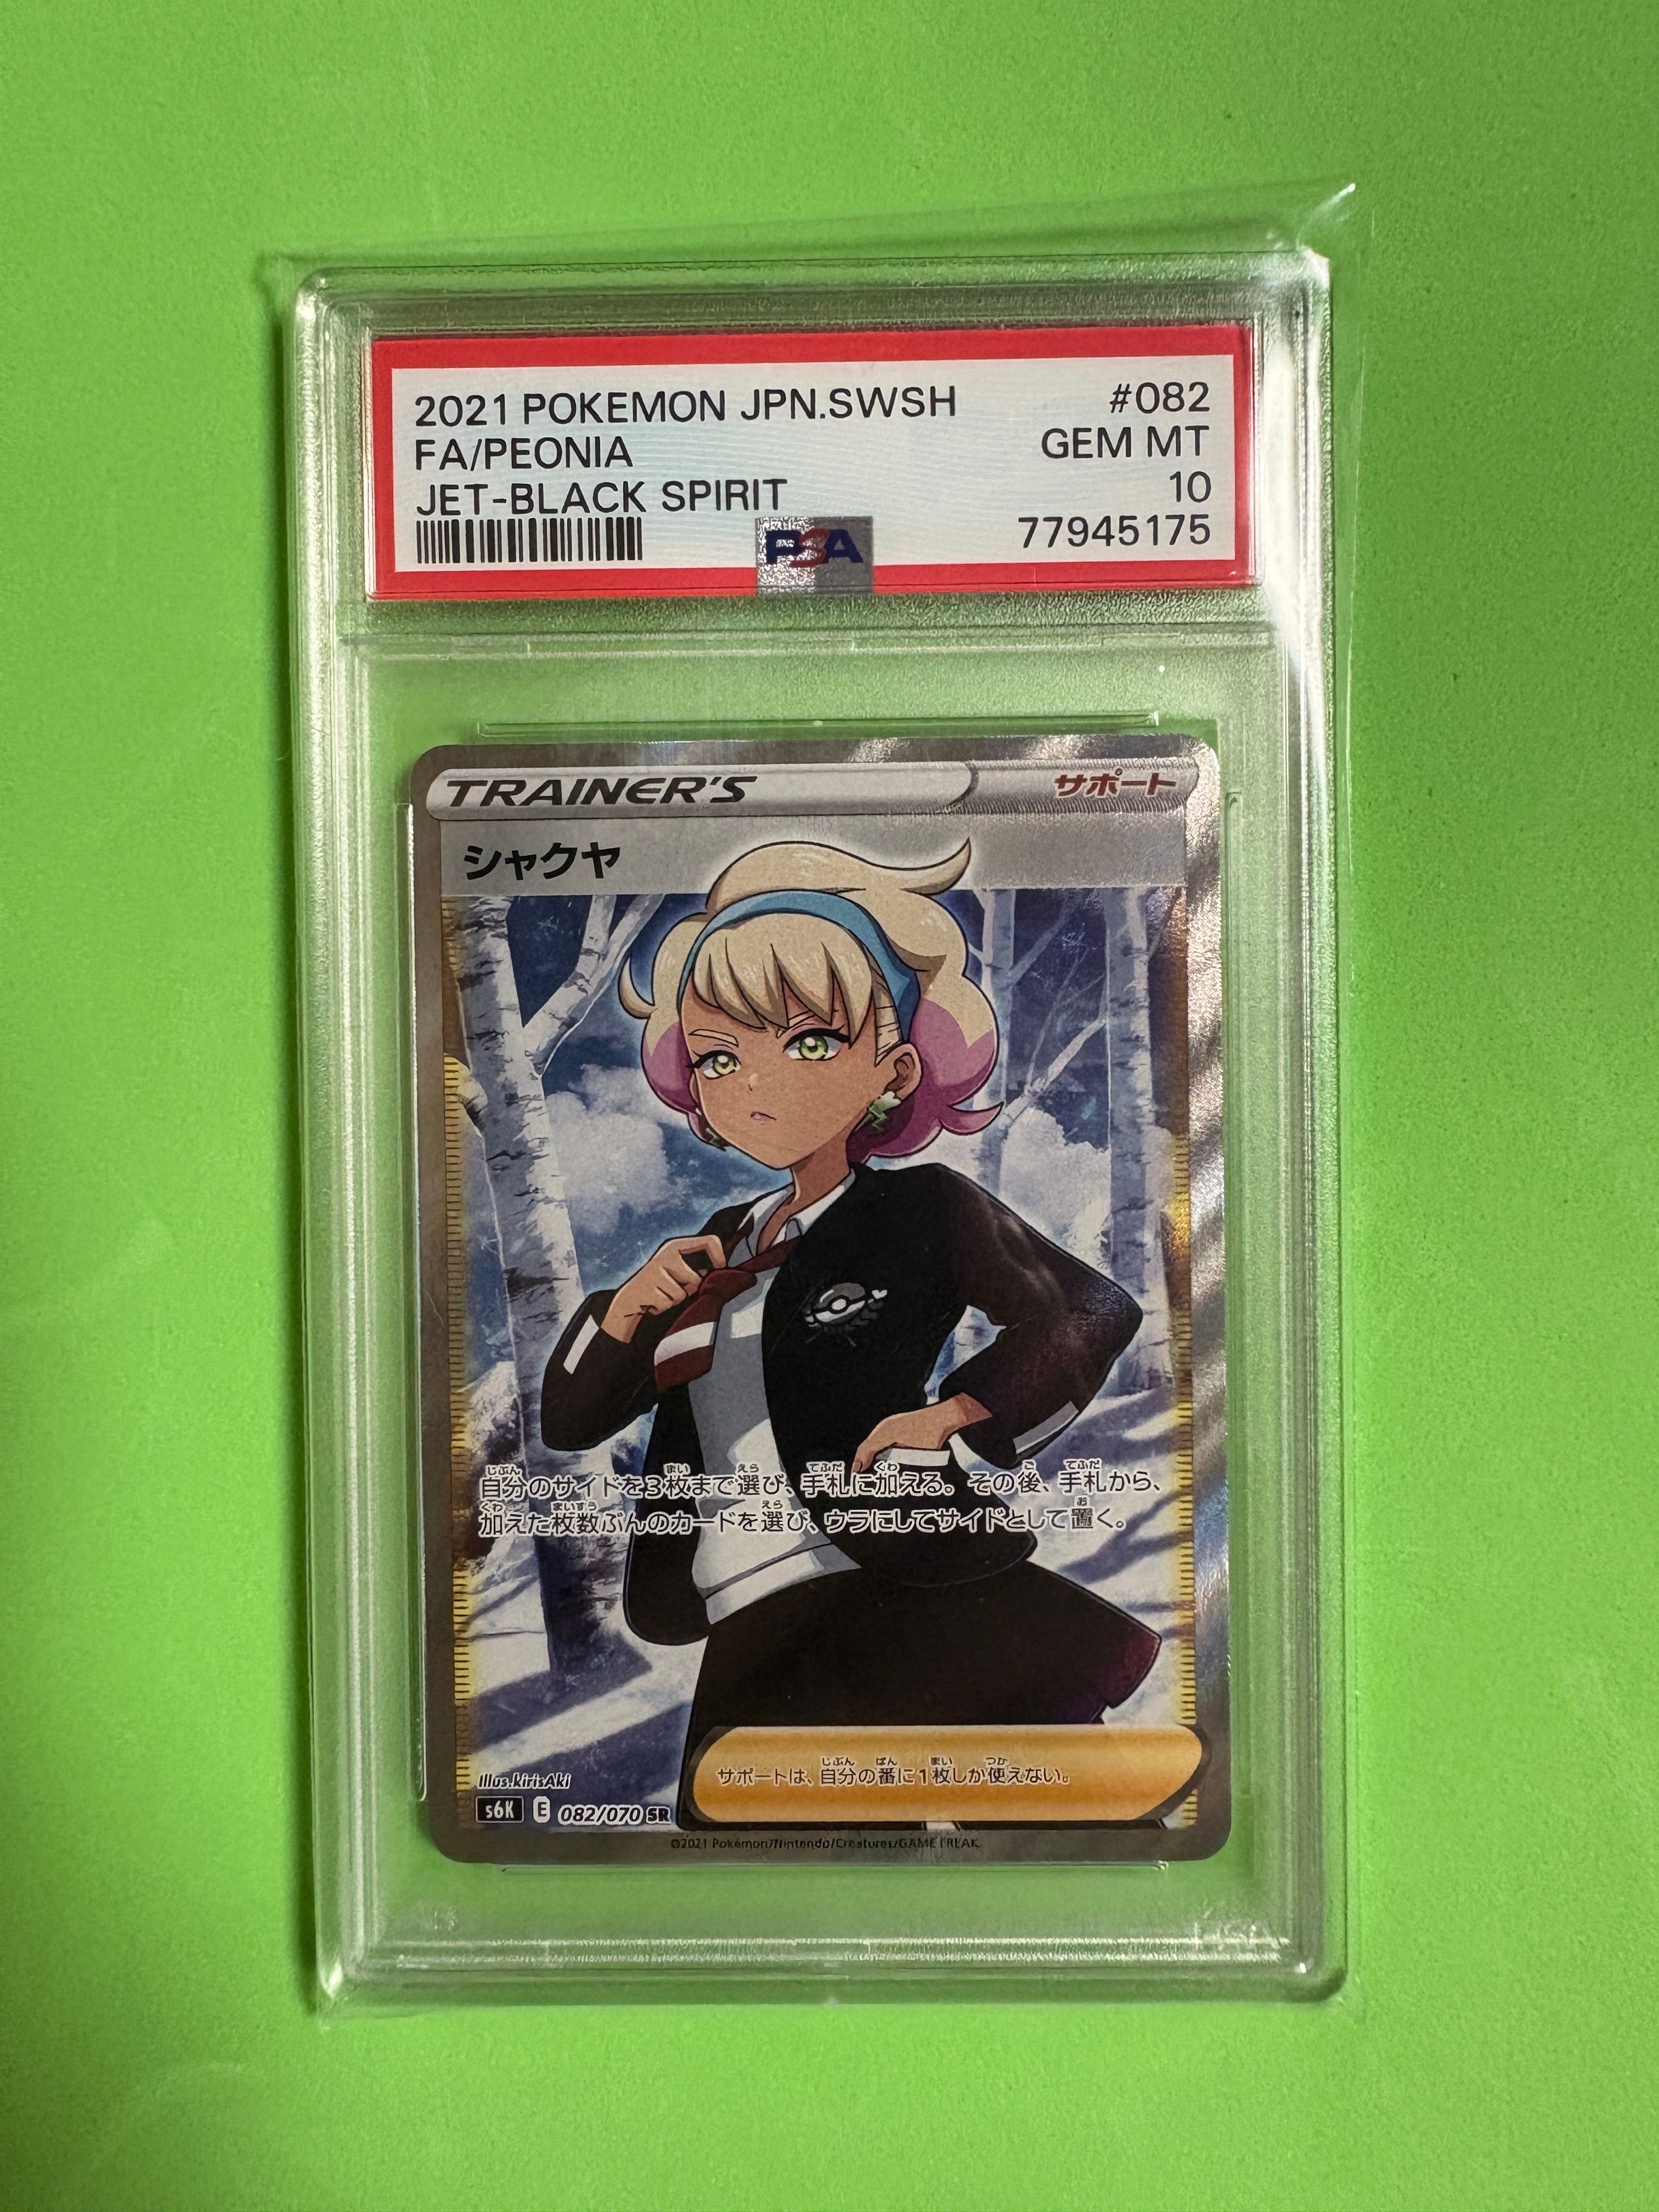 2021 POKEMON JPN.SWSH #082
FA/PEONIA GEM MT
JET-BLACK SPIRIT 10
PSA 77945175
TRAINER'S サポート
シャクヤ
自分のサイドを3枚まで選び、手札に加える。その後、手札から、
加えた枚数ぶんのカードを選び、ウラにしてサイドとして置く。
サポートは、自分の番に1枚しか使えない。
Illus.kirisAki
s6K E 082/070 SR
©2021 Pokémon/Nintendo/Creatures/GAME FREAK.